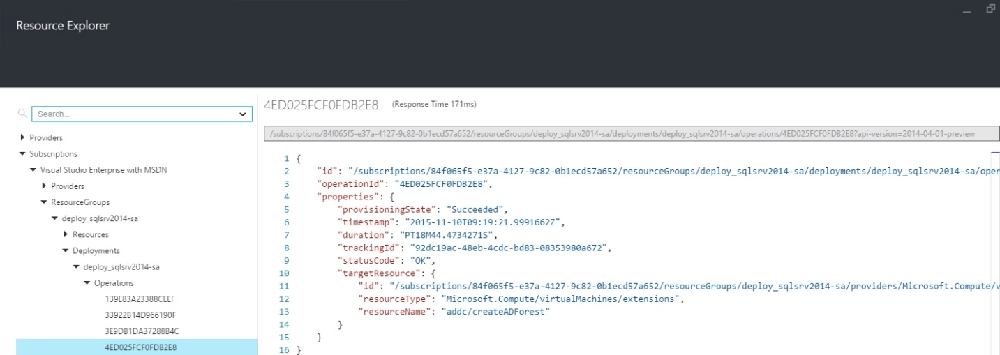 Resource Explorer
Search...
Providers
Subscriptions
Visual Studio Enterprise with MSDN
Providers
ResourceGroups
deploy_sqlsrv2014-sa
Resources
Deployments
deploy_sqlsrv2014-sa
Operations
139E83A23388CEEF
33922B14D966190F
3E9DB1DA37288B4C
4ED025FCF0FDB2E8
4ED025FCF0FDB2E8 (Response Time 171ms)
/subscriptions/84f065f5-e37a-4127-9c82-0b1ecd57a652/resourceGroups/deploy_sqlsrv2014-sa/deployments/deploy_sqlsrv2014-sa/operations/4ED025FCF0FDB2E8?api-version=2014-04-01-preview
1 {
2 "id": "/subscriptions/84f065f5-e37a-4127-9c82-0b1ecd57a652/resourceGroups/deploy_sqlsrv2014-sa/deployments/deploy_sqlsrv2014-sa/oper
3 "operationId": "4ED025FCF0FDB2E8",
4 "properties": {
5 "provisioningState": "Succeeded",
6 "timestamp": "2015-11-10T09:19:21.9991662Z",
7 "duration": "PT18M44.4734271S",
8 "trackingId": "92dc19ac-48eb-4cdc-bd83-08353980a672",
9 "statusCode": "OK",
10 "targetResource": {
11 "id": "/subscriptions/84f065f5-e37a-4127-9c82-0b1ecd57a652/resourceGroups/deploy_sqlsrv2014-sa/providers/Microsoft.Compute/v
12 "resourceType": "Microsoft.Compute/virtualMachines/extensions",
13 "resourceName": "addc/createADForest"
14 }
15 }
16 }